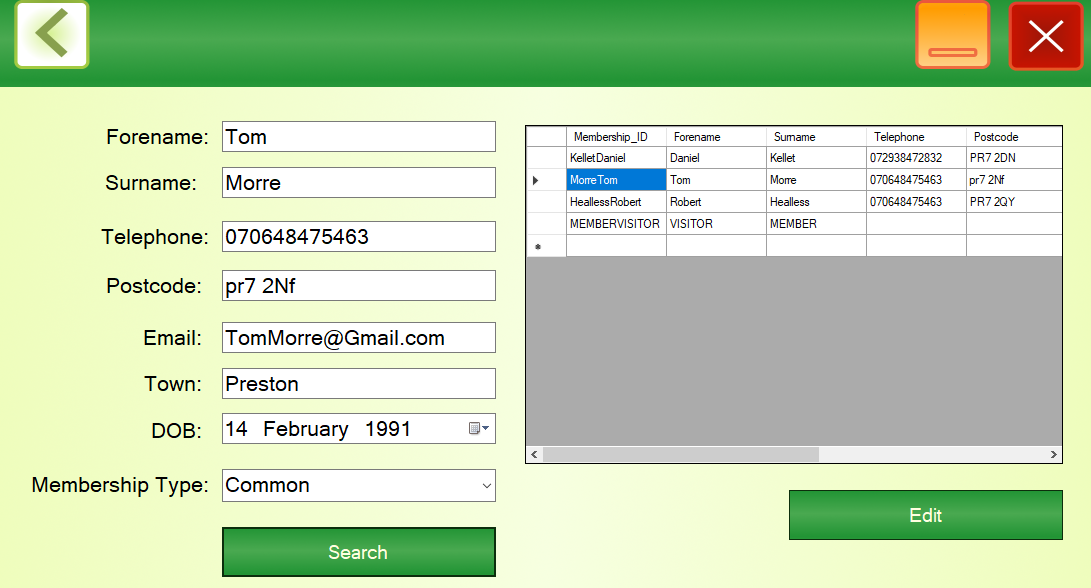 Forename: Tom
Surname: Morre
Telephone: 070648475463
Postcode: pr7 2Nf
Email: TomMorre@Gmail.com
Town: Preston
DOB: 14 February 1991
Membership Type: Common
Search
Membership_ID Forename Surname Telephone Postcode
KelletDaniel Daniel Kellet 072938472832 PR7 2DN
MorreTom Tom Morre 070648475463 pr7 2Nf
HeallessRobert Robert Healless 070648475463 PR7 2QY
MEMBERVISITOR VISITOR MEMBER
Edit